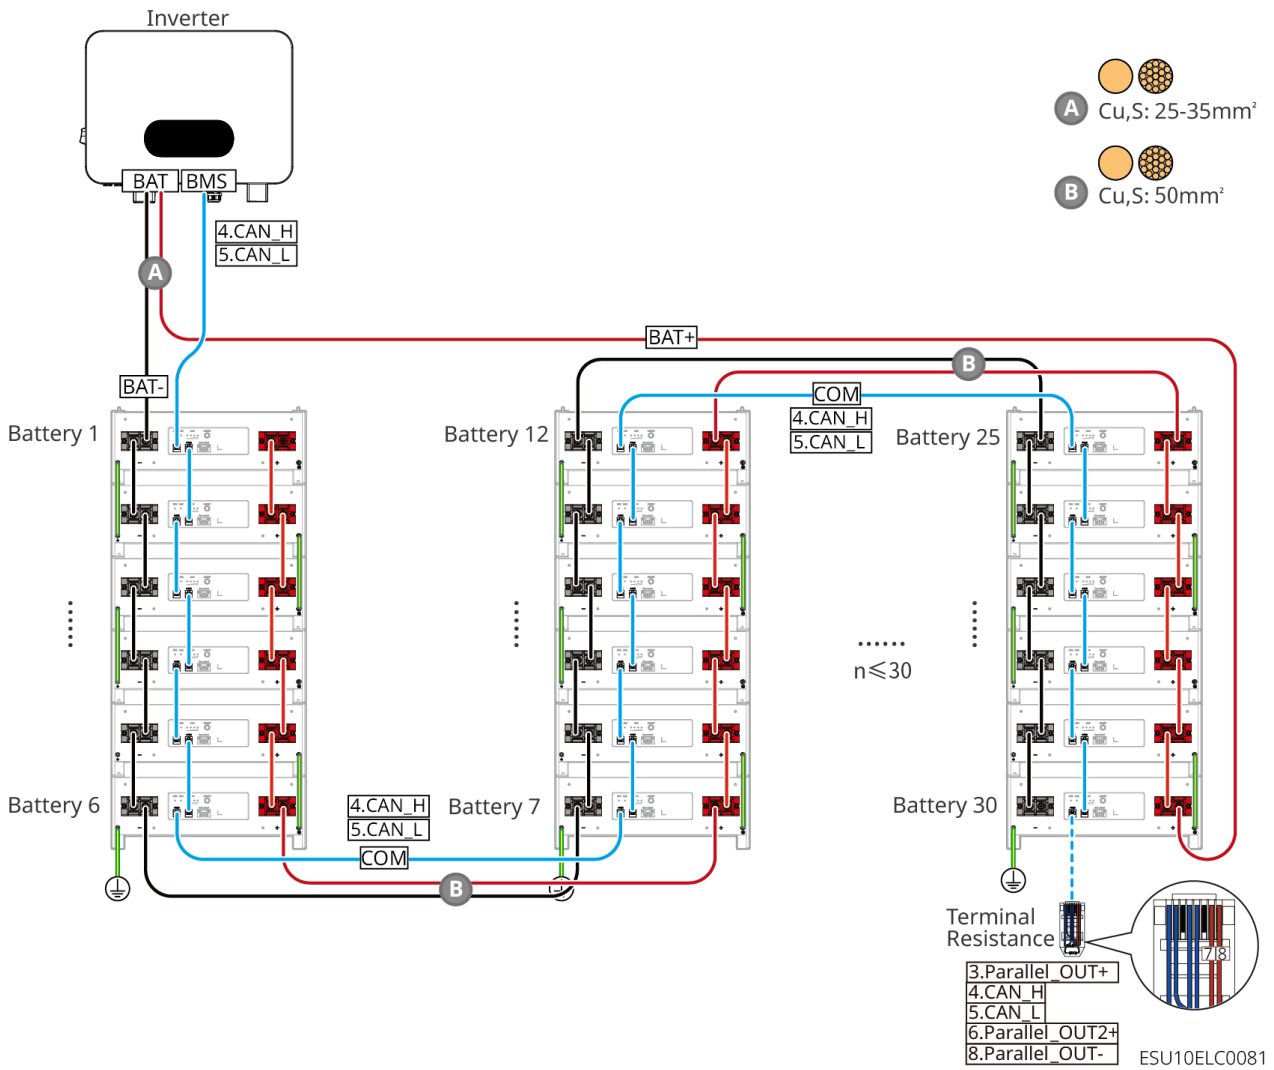 Inverter
BAT
BMS
4.CAN_H
5.CAN_L
A
Cu,S: 25-35mm²
B
Cu,S: 50mm²
A
BAT+
BAT-
B
COM
4.CAN_H
5.CAN_L
Battery 1
Battery 12
Battery 25
n≤30
Battery 6
Battery 7
Battery 30
4.CAN_H
5.CAN_L
COM
B
Terminal
Resistance
7 8
3.Parallel_OUT+
4.CAN_H
5.CAN_L
6.Parallel_OUT2+
8.Parallel_OUT-
ESU10ELC0081